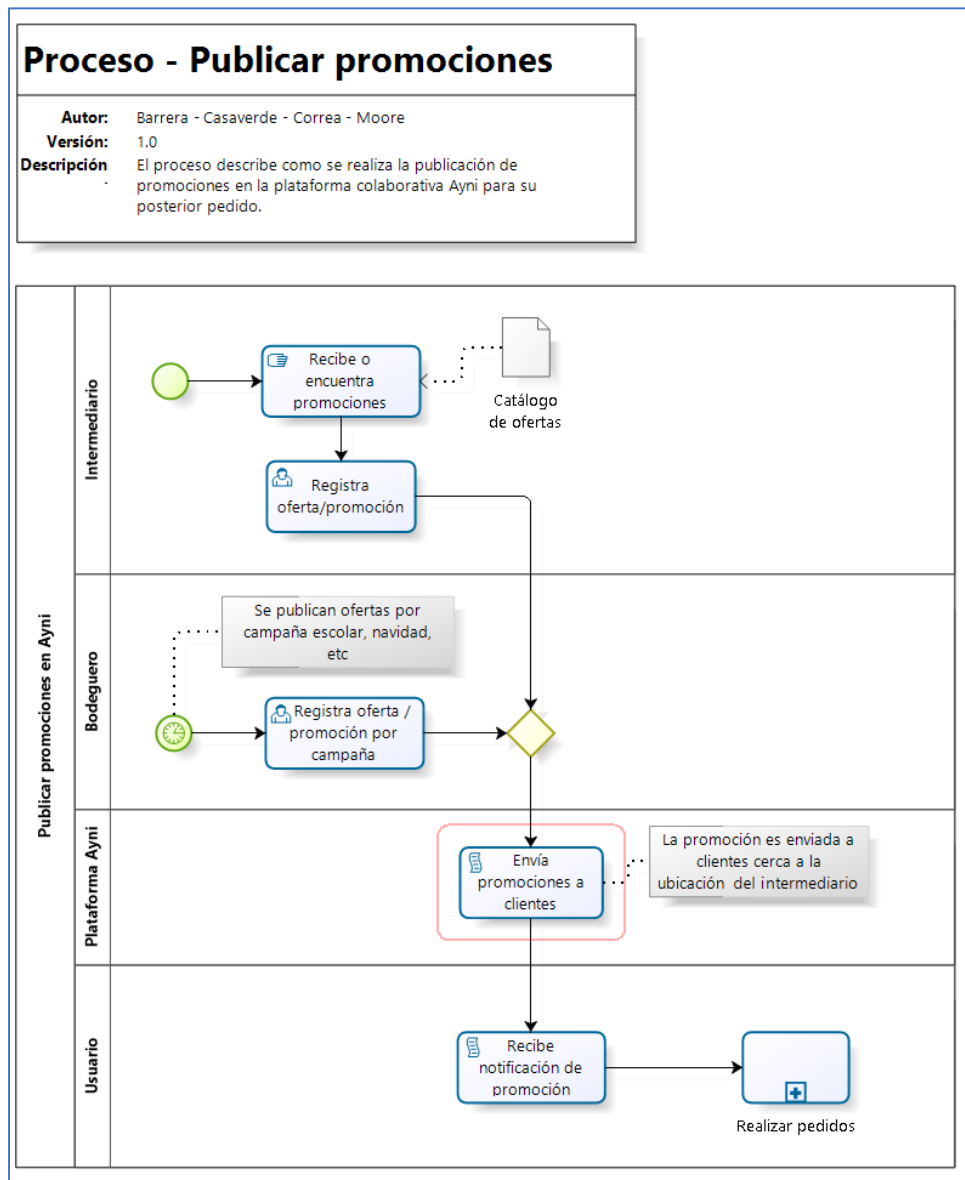 Proceso - Publicar promociones
Autor: Barrera - Casaverde - Correa - Moore
Versión: 1.0
Descripción El proceso describe como se realiza la publicación de
promociones en la plataforma colaborativa Ayni para su
posterior pedido.
Publicar promociones en Ayni
Intermediario
Recibe o
encuentra
promociones
Catálogo
de ofertas
Registra
oferta/promoción
Bodeguero
Se publican ofertas por
campaña escolar, navidad,
etc
Registra oferta /
promoción por
campaña
Plataforma Ayni
Envía
promociones a
clientes
La promoción es enviada a
clientes cerca a la
ubicación del intermediario
Usuario
Recibe
notificación de
promoción
Realizar pedidos